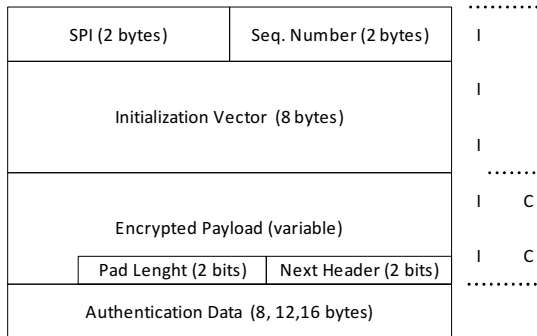 SPI (2 bytes) Seq. Number (2 bytes) I
I
Initialization Vector (8 bytes)
I
I C
Encrypted Payload (variable)
I C
Pad Lenght (2 bits) Next Header (2 bits)
Authentication Data (8, 12,16 bytes)